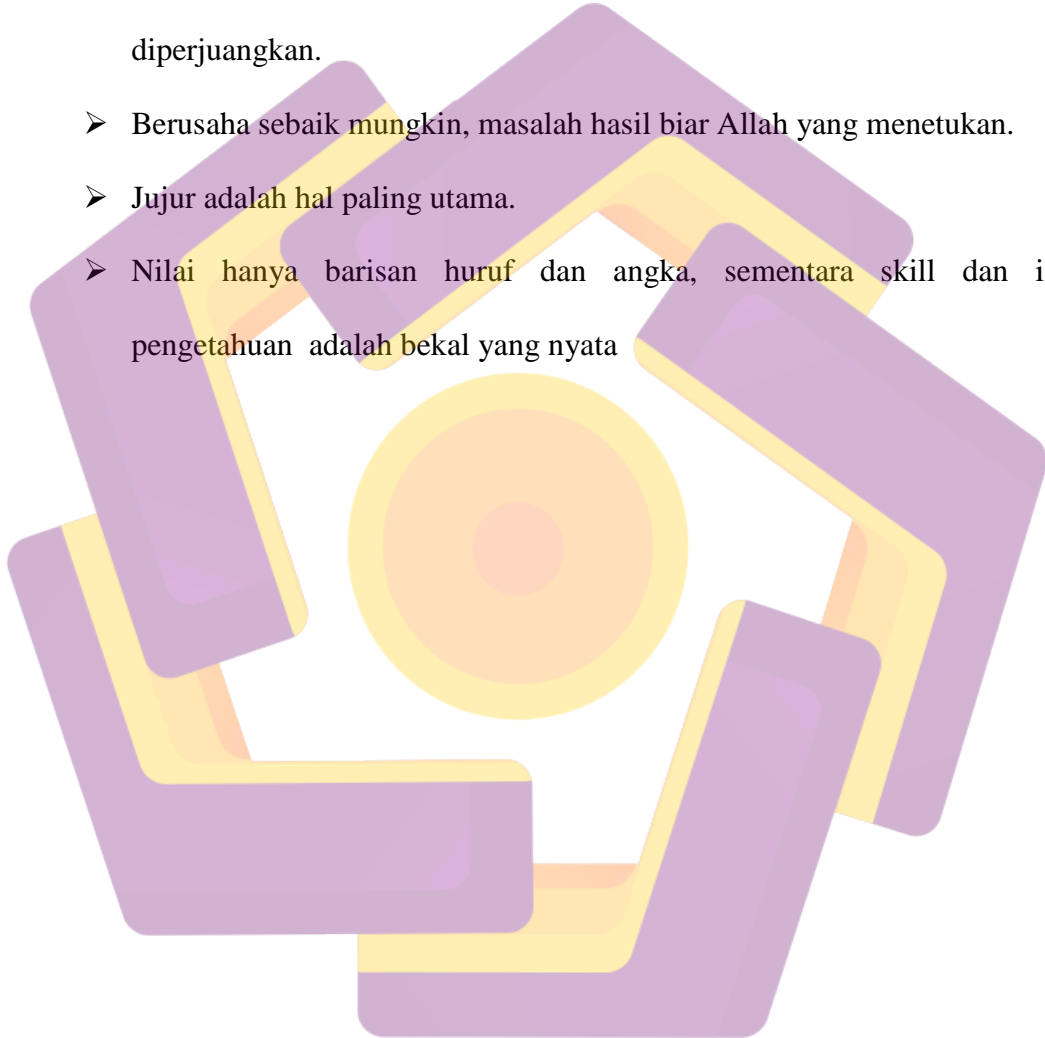 diperjuangkan.
➢ Berusaha sebaik mungkin, masalah hasil biar Allah yang menetukan.
➢ Jujur adalah hal paling utama.
➢ Nilai hanya barisan huruf dan angka, sementara skill dan i
pengetahuan adalah bekal yang nyata